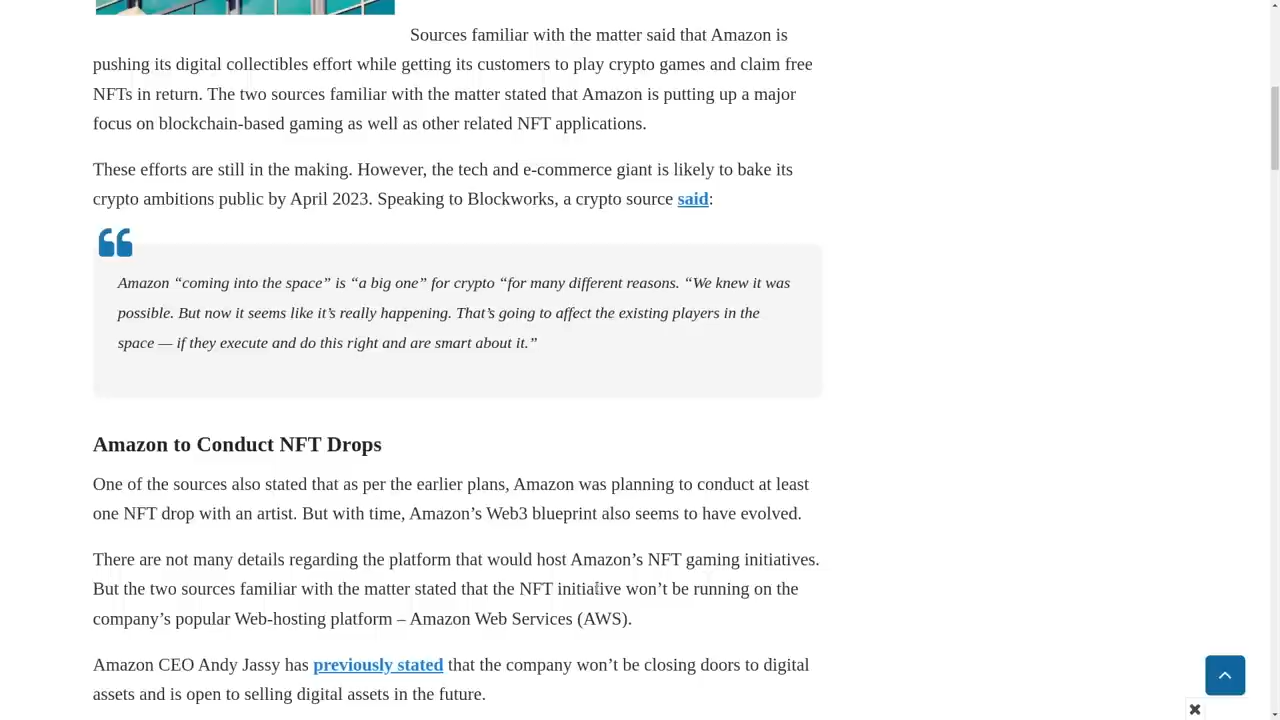 Sources familiar with the matter said that Amazon is
pushing its digital collectibles effort while getting its customers to play crypto games and claim free
NFTs in return. The two sources familiar with the matter stated that Amazon is putting up a major
focus on blockchain-based gaming as well as other related NFT applications.
These efforts are still in the making. However, the tech and e-commerce giant is likely to bake its
crypto ambitions public by April 2023. Speaking to Blockworks, a crypto source said:
Amazon “coming into the space” is “a big one” for crypto “for many different reasons. “We knew it was
possible. But now it seems like it’s really happening. That’s going to affect the existing players in the
space — if they execute and do this right and are smart about it.”
Amazon to Conduct NFT Drops
One of the sources also stated that as per the earlier plans, Amazon was planning to conduct at least
one NFT drop with an artist. But with time, Amazon’s Web3 blueprint also seems to have evolved.
There are not many details regarding the platform that would host Amazon’s NFT gaming initiatives.
But the two sources familiar with the matter stated that the NFT initiative won’t be running on the
company’s popular Web-hosting platform – Amazon Web Services (AWS).
Amazon CEO Andy Jassy has previously stated that the company won’t be closing doors to digital
assets and is open to selling digital assets in the future.